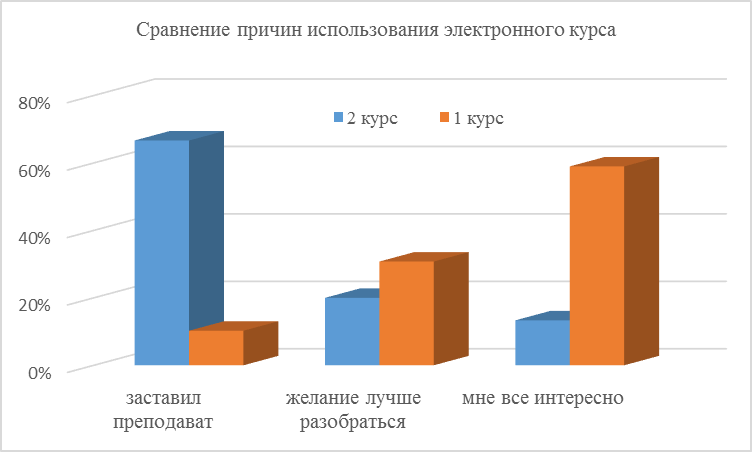 Сравнение причин использования электронного курса
2 курс
1 курс
80%
60%
40%
20%
0%
заставил
преподават
желание лучше
разобраться
мне все интересно